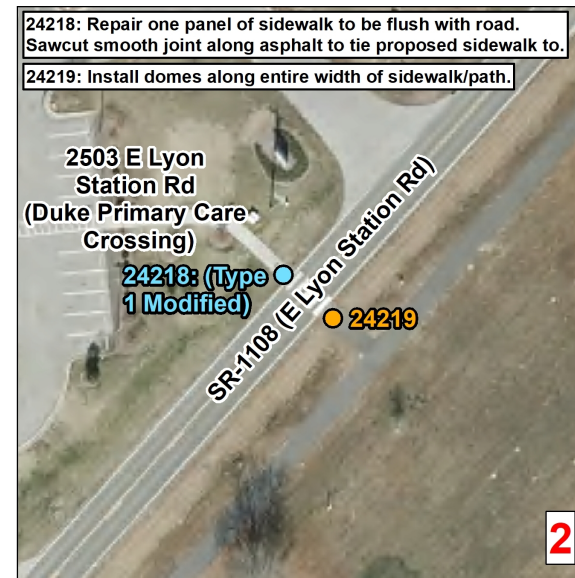 24218: Repair one panel of sidewalk to be flush with road.
Sawcut smooth joint along asphalt to tie proposed sidewalk to.
24219: Install domes along entire width of sidewalk/path.
2503 E Lyon
Station Rd
(Duke Primary Care
Crossing)
24218: (Type
1 Modified)
SR-1108 (E Lyon Station Rd)
24219
2